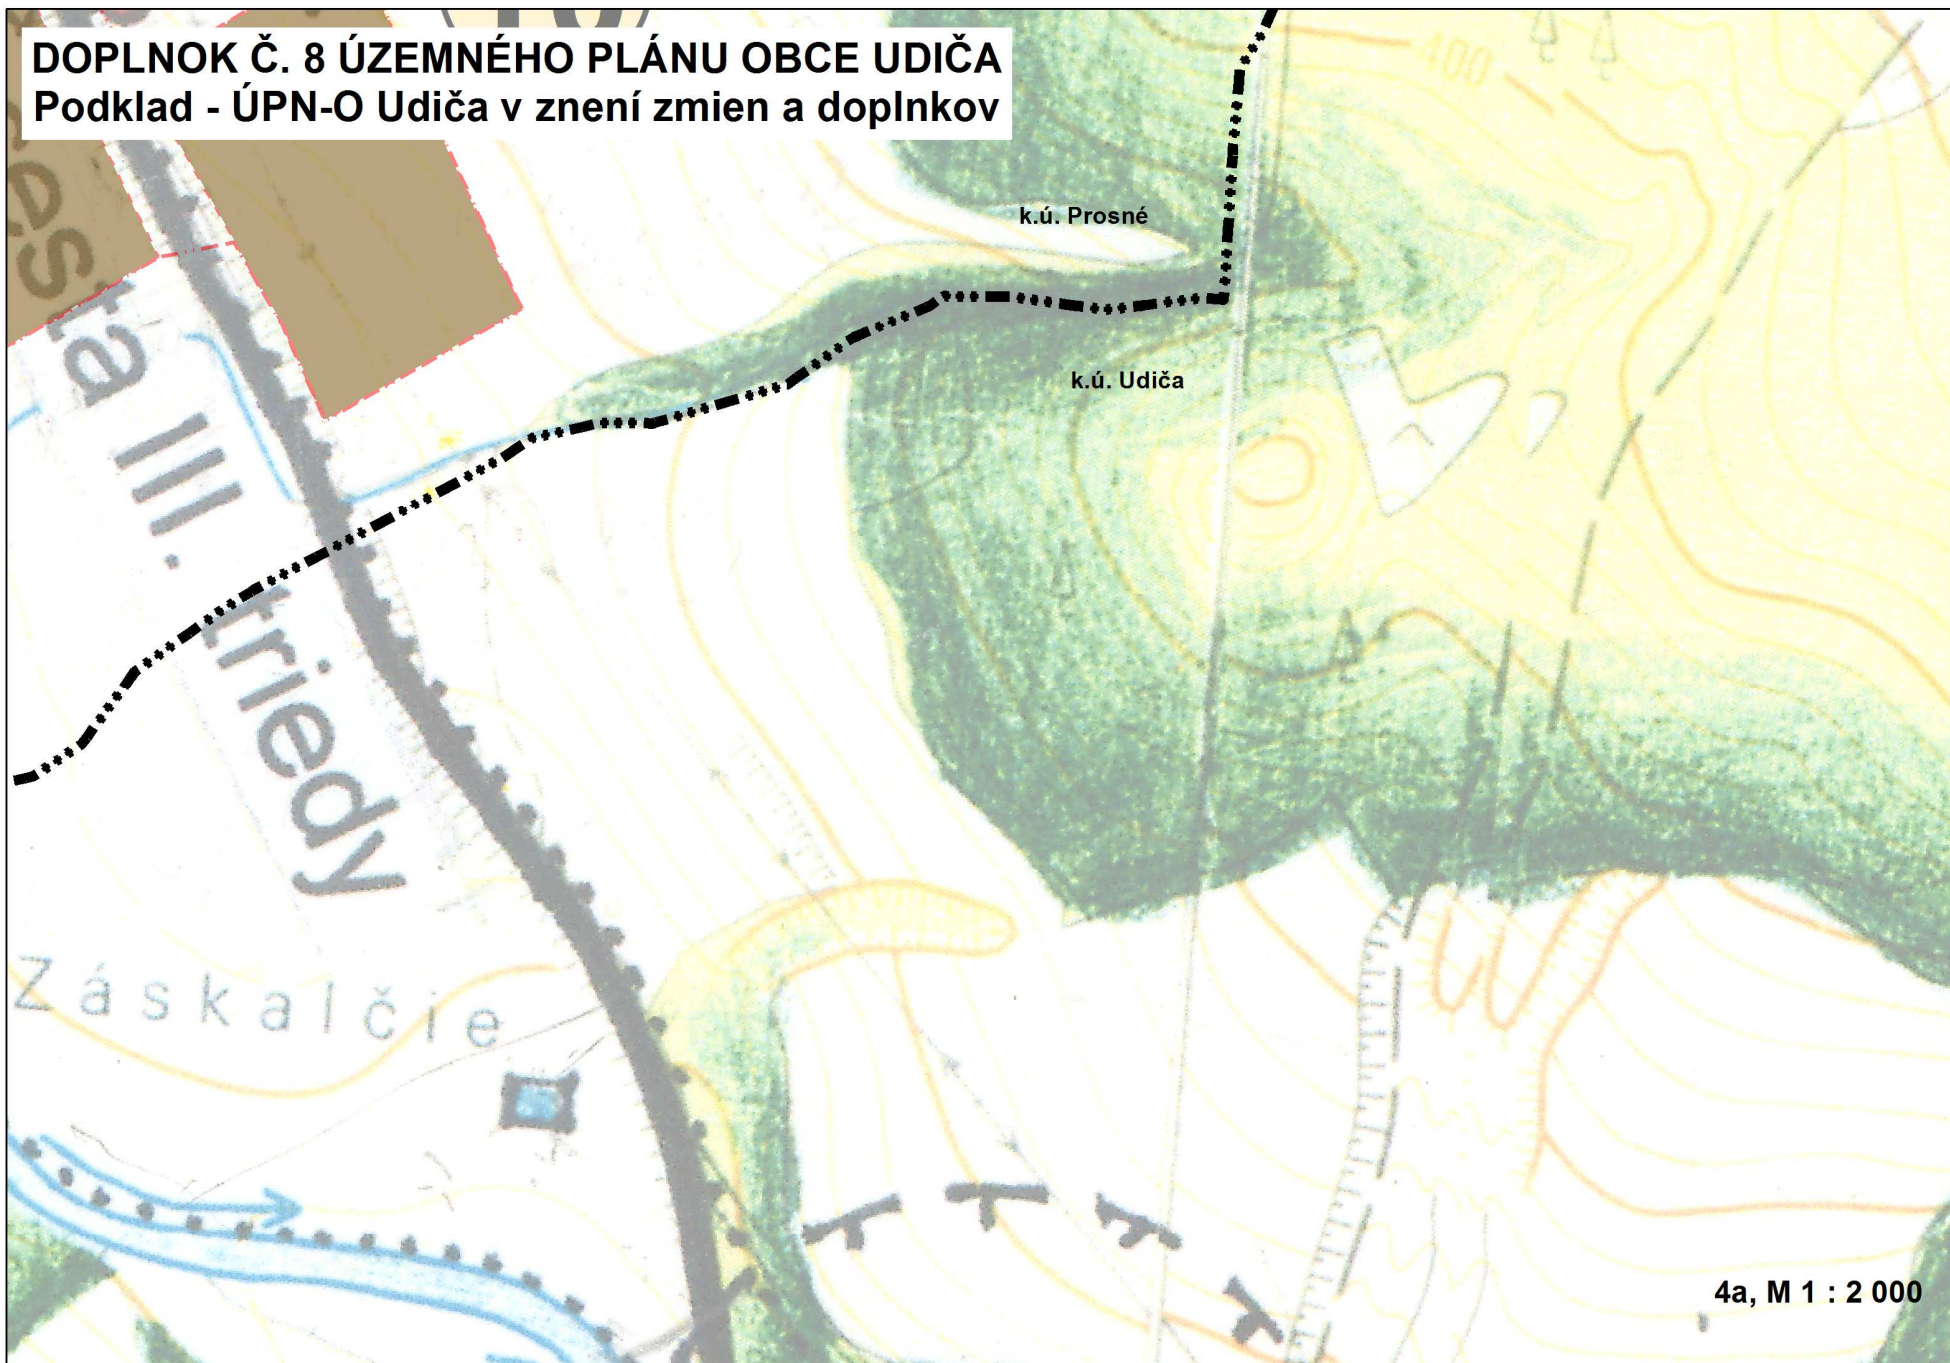 DOPLNOK Č. 8 ÚZEMNÉHO PLÁNU OBCE UDIČA
Podklad - ÚPN-O Udiča v znení zmien a doplnkov
400
k.ú. Prosné
k.ú. Udiča
esta III. triedy
Záskalčie
4a, M 1 : 2 000